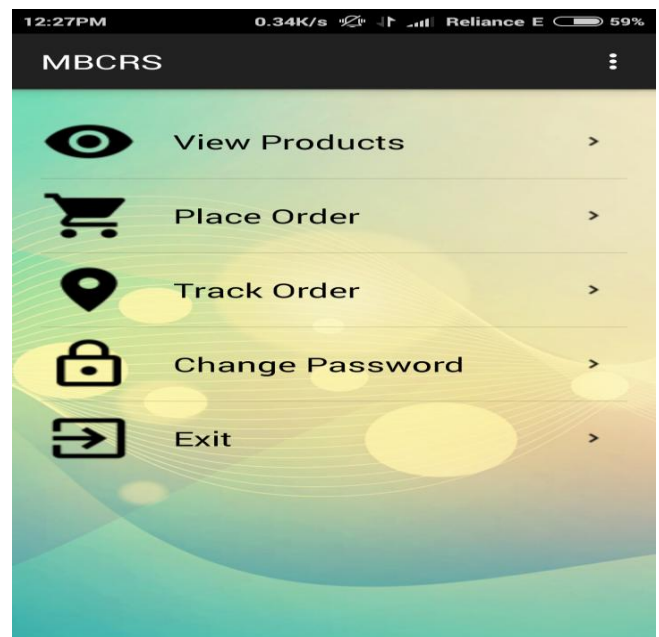 12:27PM 0.34K/s Reliance E 59%
MBCRS
View Products
Place Order
Track Order
Change Password
Exit